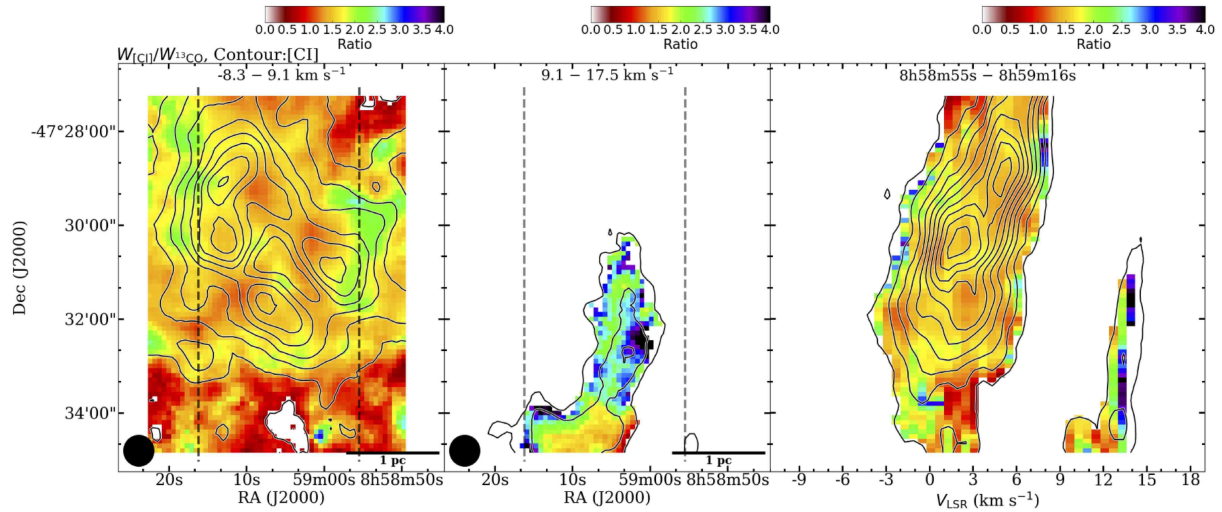 0.0 0.5 1.0 1.5 2.0 2.5 3.0 3.5 4.0
Ratio
0.0 0.5 1.0 1.5 2.0 2.5 3.0 3.5 4.0
Ratio
0.0 0.5 1.0 1.5 2.0 2.5 3.0 3.5 4.0
Ratio
W[CI]/W¹³CO, Contour:[CI]
-8.3 − 9.1 km s⁻¹
9.1 − 17.5 km s⁻¹
8h58m55s − 8h59m16s
Dec (J2000)
-47°28'00"
30'00"
32'00"
34'00"
1 pc
1 pc
20s 10s 59m00s 8h58m50s
RA (J2000)
20s 10s 59m00s 8h58m50s
RA (J2000)
-9 -6 -3 0 3 6 9 12 15 18
VLSR (km s⁻¹)